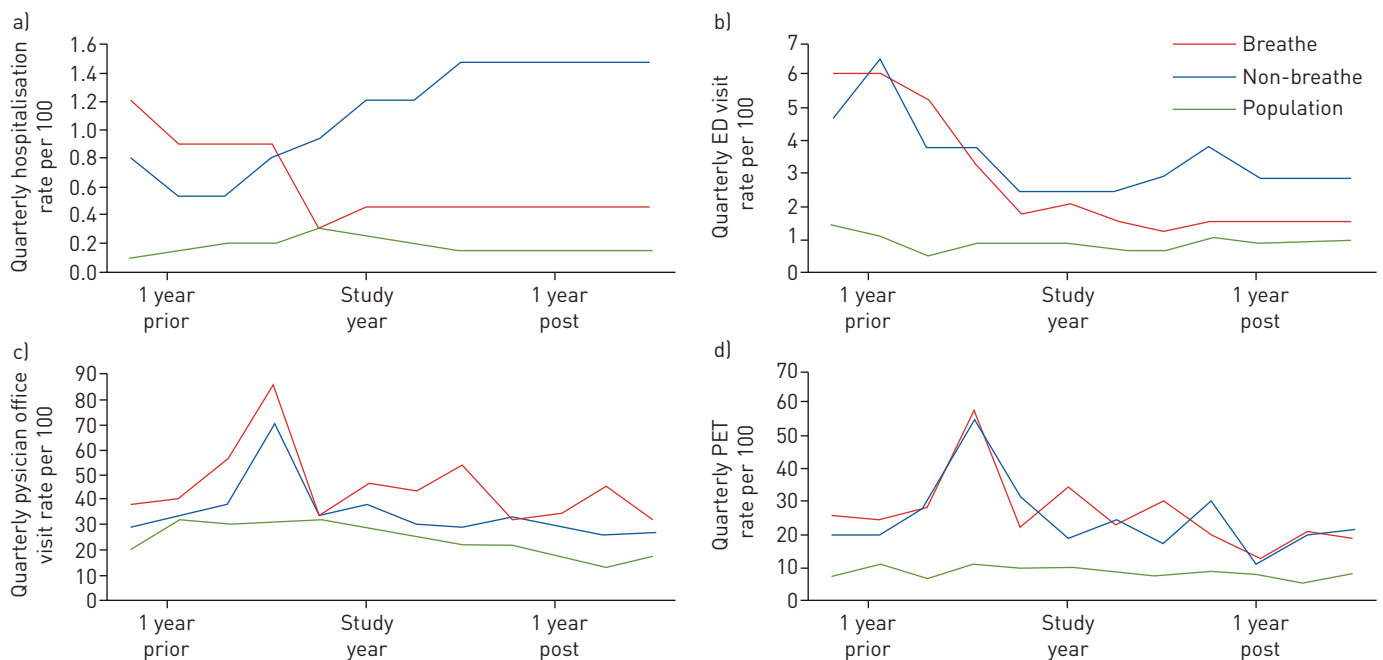 a)
Quarterly hospitalisation
rate per 100
1.6
1.4
1.2
1.0
0.8
0.6
0.4
0.2
0.0
1 year
prior
Study
year
1 year
post
b)
Quarterly ED visit
rate per 100
7
6
5
4
3
2
1
0
1 year
prior
Study
year
1 year
post
Breathe
Non-breathe
Population
c)
Quarterly pysician office
visit rate per 100
90
80
70
60
50
40
30
20
10
0
1 year
prior
Study
year
1 year
post
d)
Quarterly PET
rate per 100
70
60
50
40
30
20
10
0
1 year
prior
Study
year
1 year
post